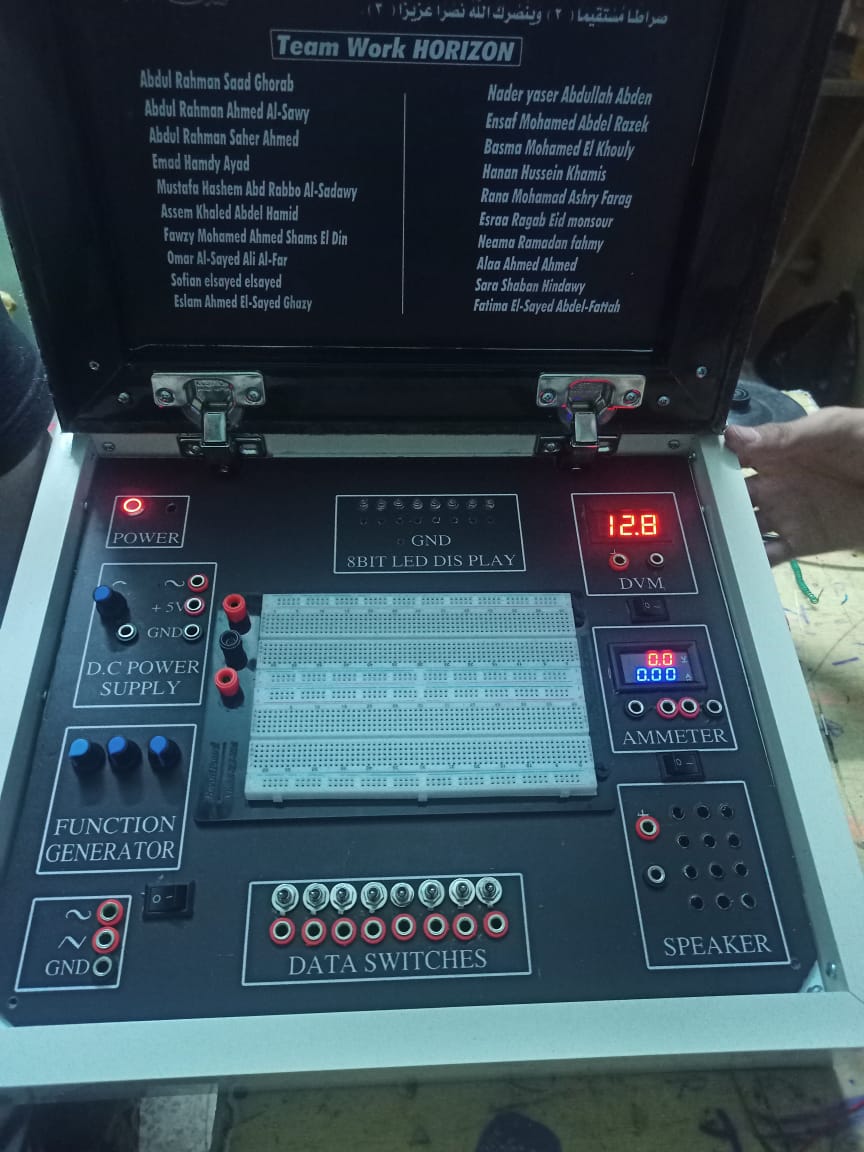 صراطا مُستقيما (٢) وينصرك الله نصرا عزيزا (٣).
Team Work HORIZON
Abdul Rahman Saad Ghorab
Abdul Rahman Ahmed Al-Sawy
Abdul Rahman Saher Ahmed
Emad Hamdy Ayad
Mustafa Hashem Abd Rabbo Al-Sadawy
Assem Khaled Abdel Hamid
Fawzy Mohamed Ahmed Shams El Din
Omar Al-Sayed Ali Al-Far
Sofian elsayed elsayed
Eslam Ahmed El-Sayed Ghazy
Nader yaser Abdullah Abden
Ensaf Mohamed Abdel Razek
Basma Mohamed El Khouly
Hanan Hussein Khamis
Rana Mohamad Ashry Farag
Esraa Ragab Eid monsour
Neama Ramadan fahmy
Alaa Ahmed Ahmed
Sara Shaban Hindawy
Fatima El-Sayed Abdel-Fattah
POWER
GND
8BIT LED DIS PLAY
12.8
+
DVM
O -
~
+ 5V
GND
D.C POWER
SUPPLY
0.0 V
0.00 A
AMMETER
O -
FUNCTION
GENERATOR
O -
~
~
GND
DATA SWITCHES
+
SPEAKER